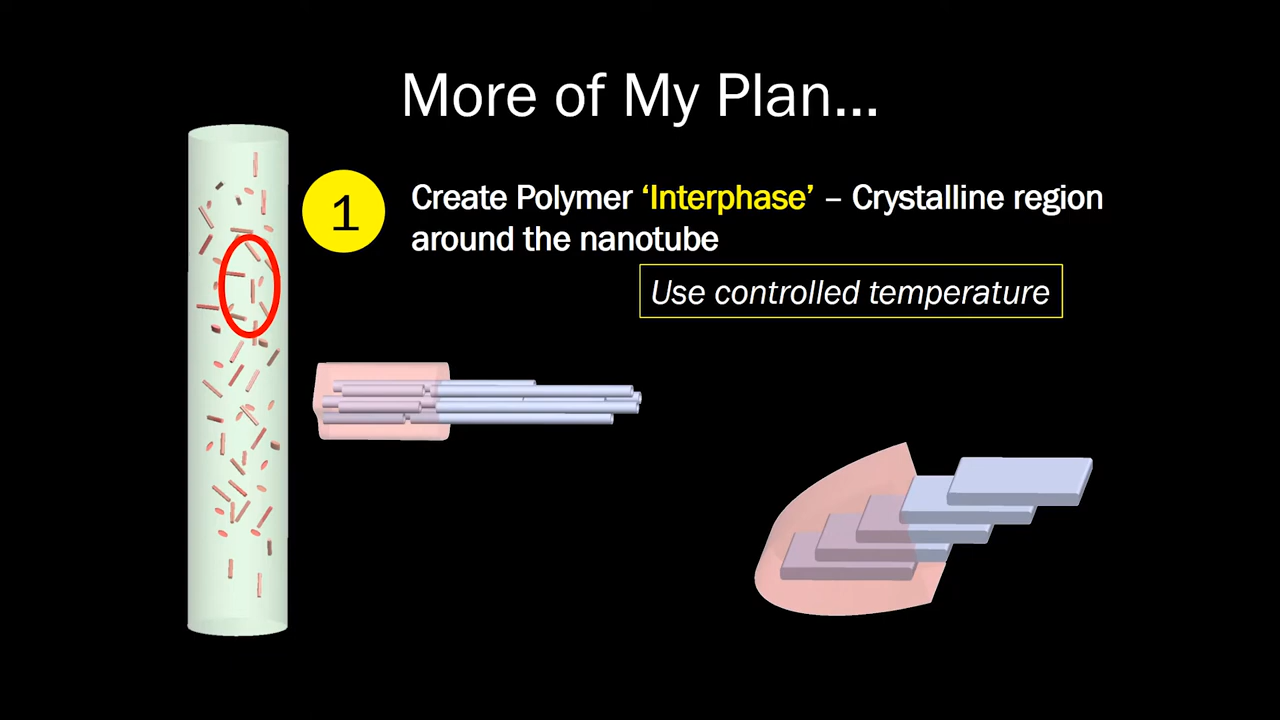 More of My Plan...
1
Create Polymer ‘Interphase’ – Crystalline region
around the nanotube
Use controlled temperature